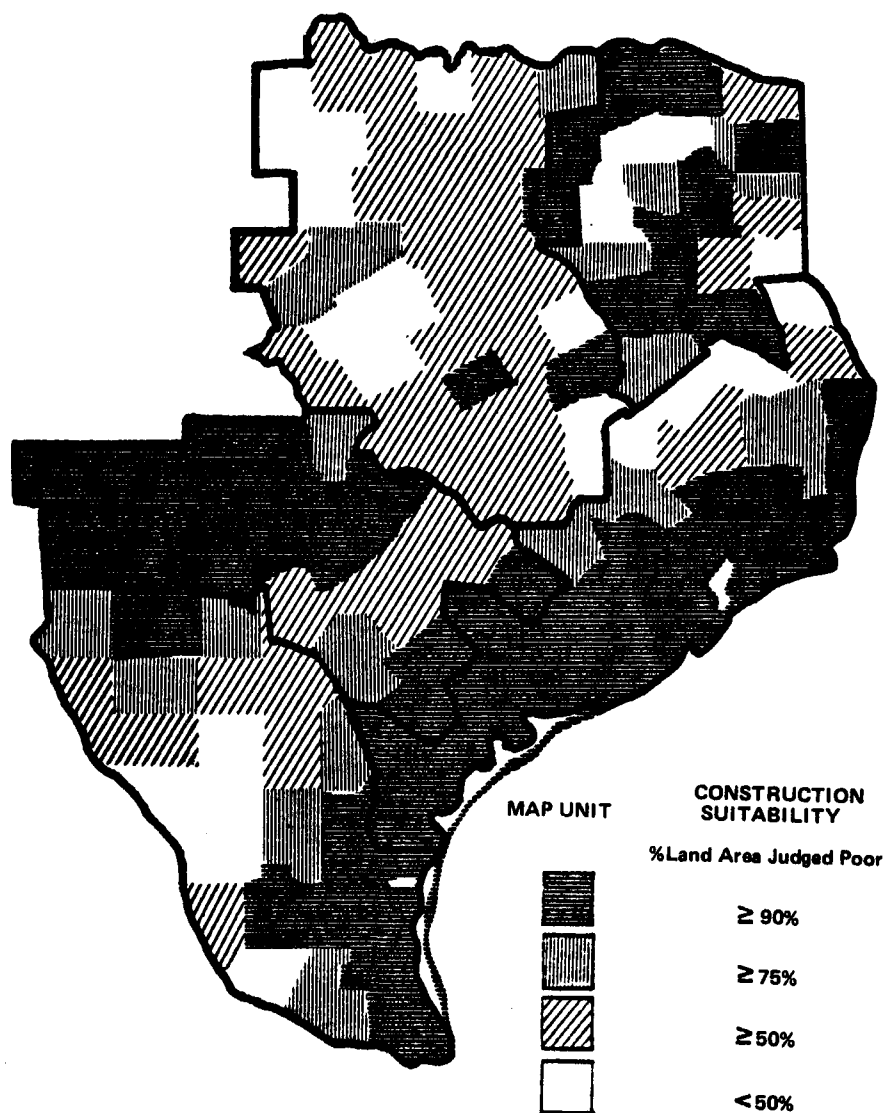 MAP UNIT
CONSTRUCTION
SUITABILITY
%Land Area Judged Poor
≥ 90%
≥ 75%
≥ 50%
< 50%